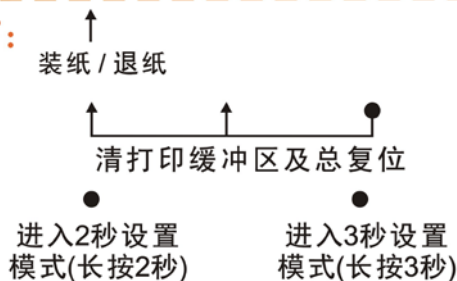 :
装纸 / 退纸
清打印缓冲区及总复位
进入2秒设置 进入3秒设置
模式(长按2秒) 模式(长按3秒)